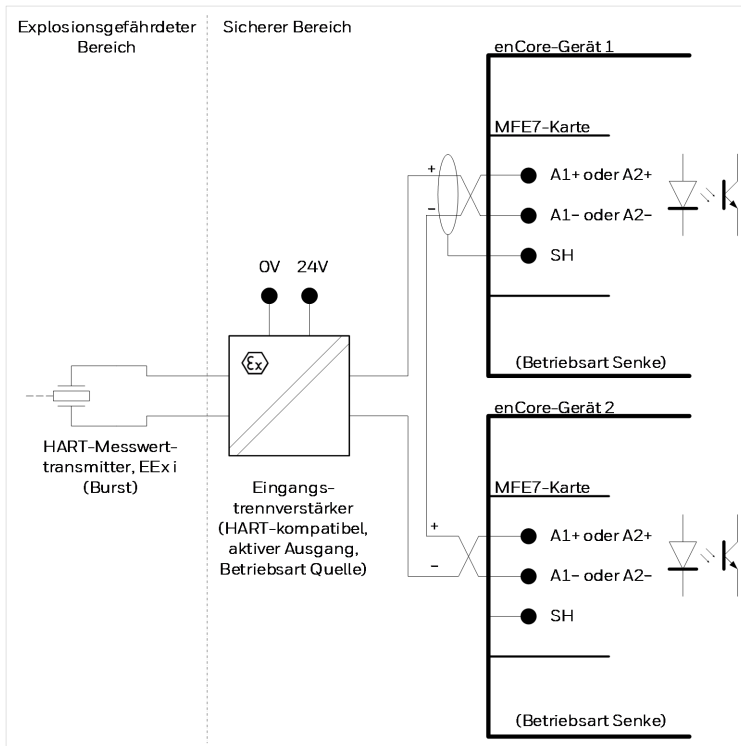 Explosionsgefährdeter
Bereich
Sicherer Bereich
enCore-Gerät 1
MFE7-Karte
+
A1+ oder A2+
–
A1- oder A2-
SH
(Betriebsart Senke)
0V 24V
Ex
HART-Messwert-
transmitter, EEx i
(Burst)
Eingangs-
trennverstärker
(HART-kompatibel,
aktiver Ausgang,
Betriebsart Quelle)
enCore-Gerät 2
MFE7-Karte
+
A1+ oder A2+
–
A1- oder A2-
SH
(Betriebsart Senke)